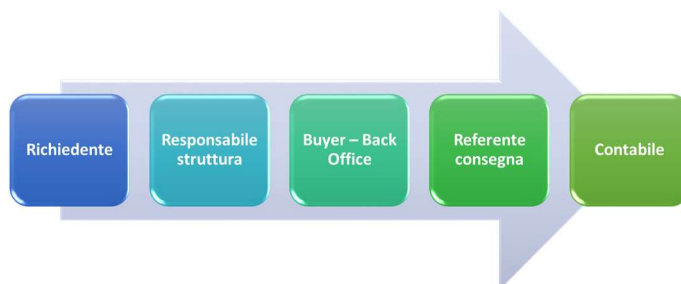 Richiedente
Responsabile
struttura
Buyer – Back
Office
Referente
consegna
Contabile